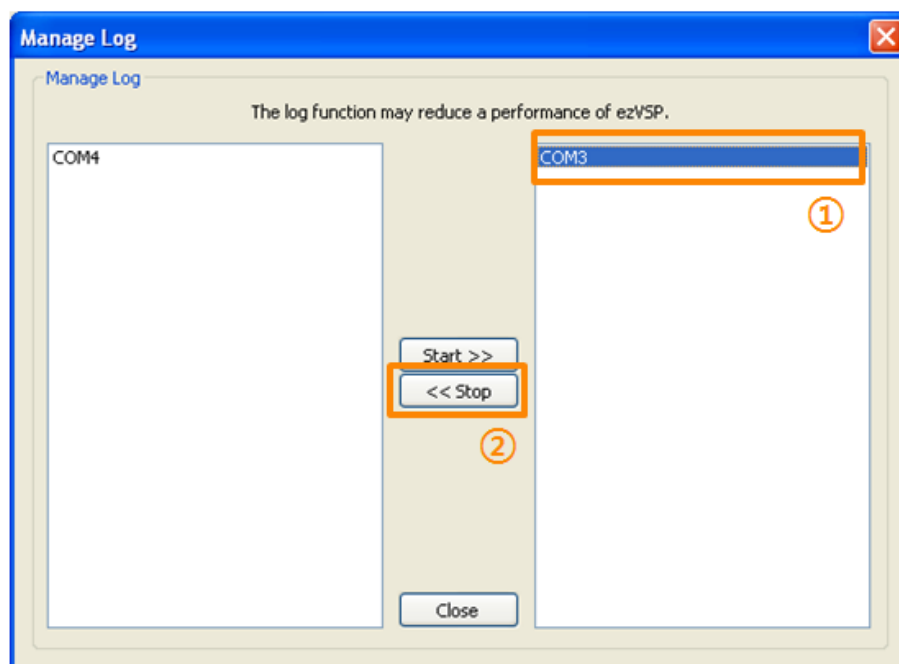 Manage Log
Manage Log
The log function may reduce a performance of ezVSP.
COM4
COM3
①
Start >>
<< Stop
②
Close